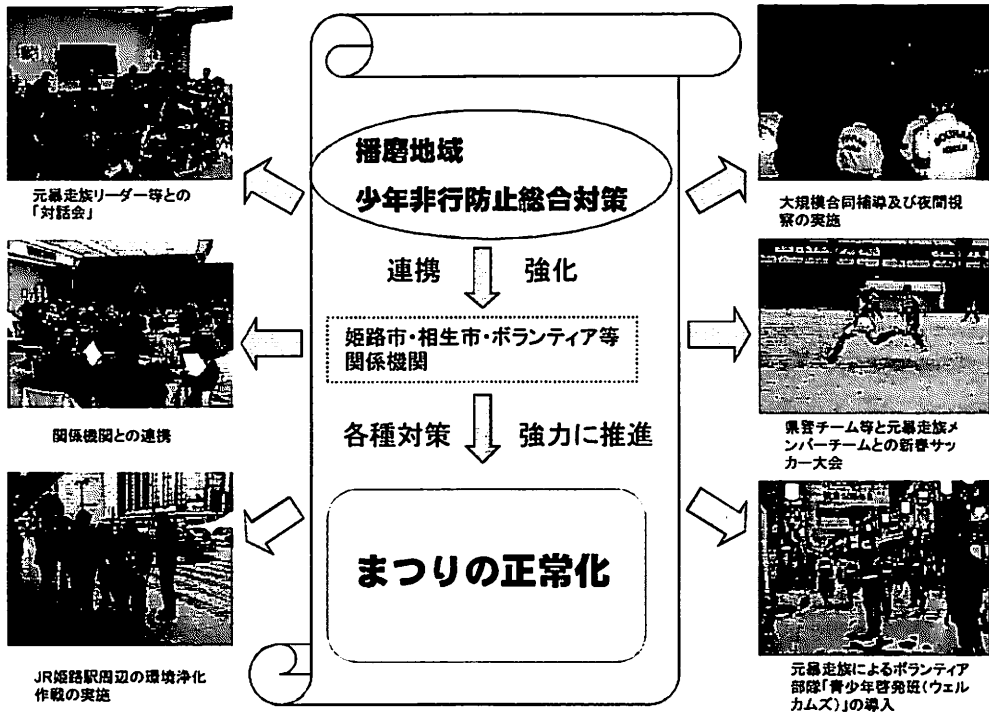 播磨地域
少年非行防止総合対策
連携 強化
姫路市・相生市・ボランティア等
関係機関
各種対策 強力に推進
まつりの正常化
元暴走族リーダー等との
「対話会」
関係機関との連携
JR姫路駅周辺の環境浄化
作戦の実施
大規模合同補導及び夜間視
察の実施
県警チーム等と元暴走族メ
ンバーチームとの新春サッ
カー大会
元暴走族によるボランティア
部隊「青少年啓発班(ウェル
カムズ)」の導入